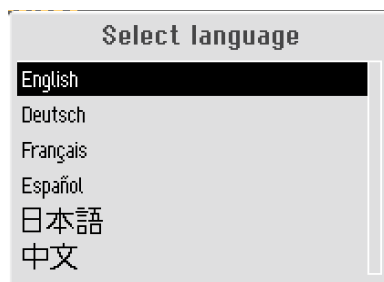 Select language
English
Deutsch
Français
Español
日本語
中文